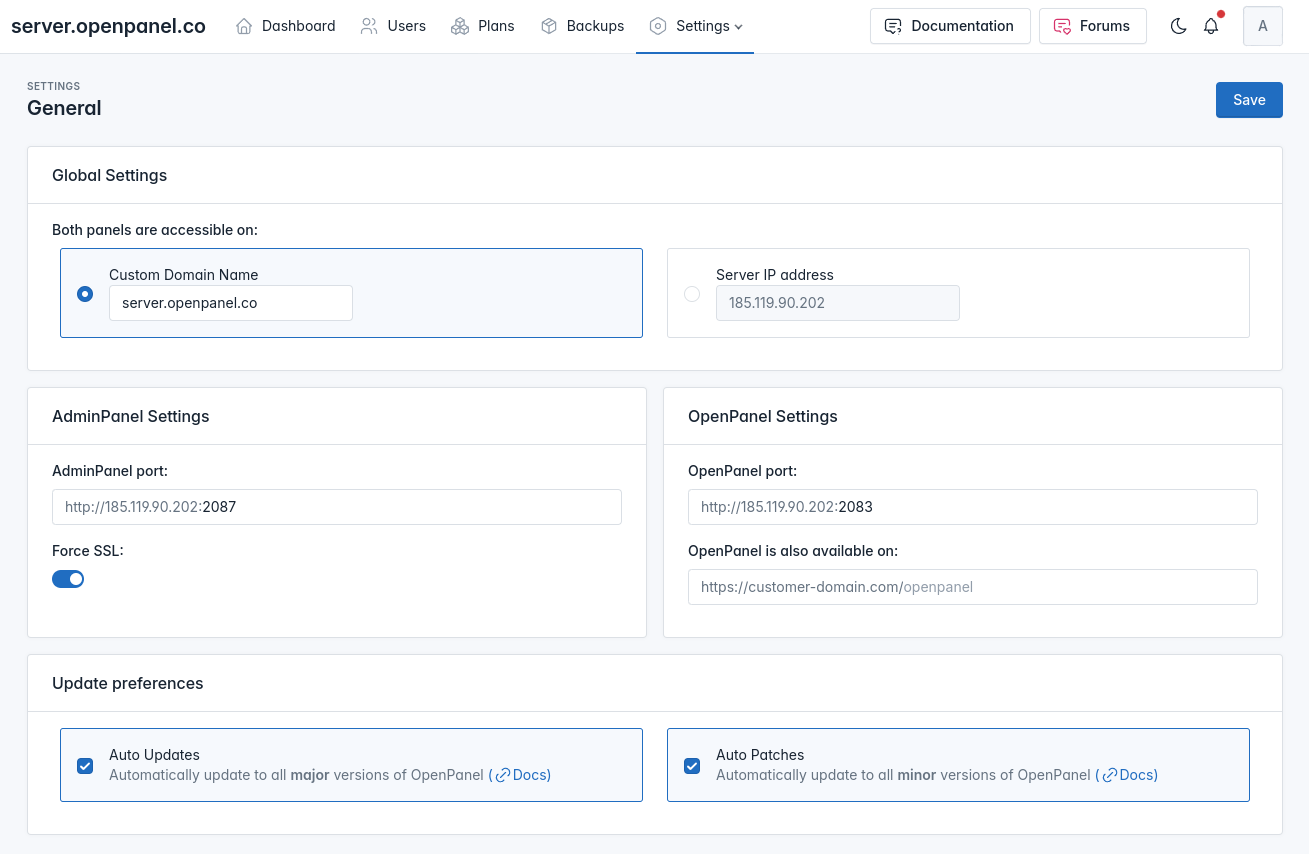 server.openpanel.co Dashboard Users Plans Backups Settings Documentation Forums A
SETTINGS
General
Save
Global Settings
Both panels are accessible on:
Custom Domain Name
server.openpanel.co
Server IP address
185.119.90.202
AdminPanel Settings
AdminPanel port:
http://185.119.90.202:2087
Force SSL:
OpenPanel Settings
OpenPanel port:
http://185.119.90.202:2083
OpenPanel is also available on:
https://customer-domain.com/openpanel
Update preferences
Auto Updates
Automatically update to all major versions of OpenPanel ( Docs)
Auto Patches
Automatically update to all minor versions of OpenPanel ( Docs)